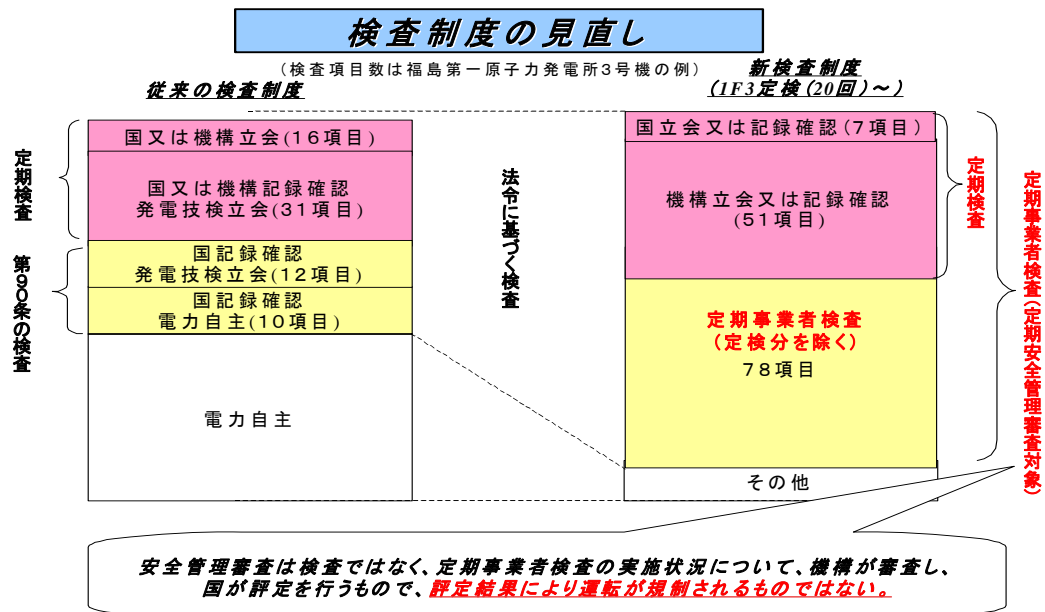 検査制度の見直し
（検査項目数は福島第一原子力発電所3号機の例）
従来の検査制度
新検査制度
(1F3定検(20回)～)
定期検査
第90条の検査
国又は機構立会(16項目)
国又は機構記録確認
発電技検立会(31項目)
国記録確認
発電技検立会(12項目)
国記録確認
電力自主(10項目)
電力自主
法令に基づく検査
国立会又は記録確認(7項目)
機構立会又は記録確認
(51項目)
定期事業者検査
(定検分を除く)
78項目
その他
定期検査
定期事業者検査(定期安全管理審査対象)
安全管理審査は検査ではなく、定期事業者検査の実施状況について、機構が審査し、
国が評定を行うもので、評定結果により運転が規制されるものではない。